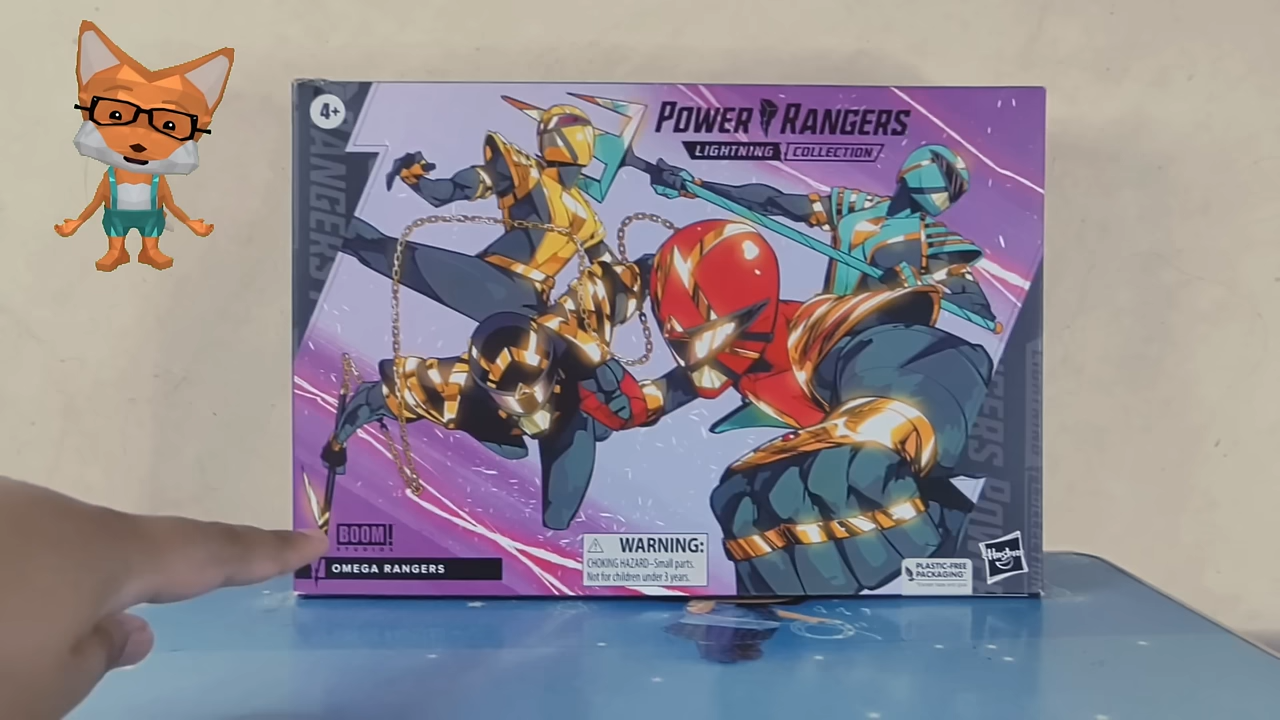 4+
POWER RANGERS
LIGHTNING COLLECTION
RANGERS
BOOM!
STUDIOS
OMEGA RANGERS
WARNING:
CHOKING HAZARD–Small parts.
Not for children under 3 years.
PLASTIC-FREE
PACKAGING
Hasbro